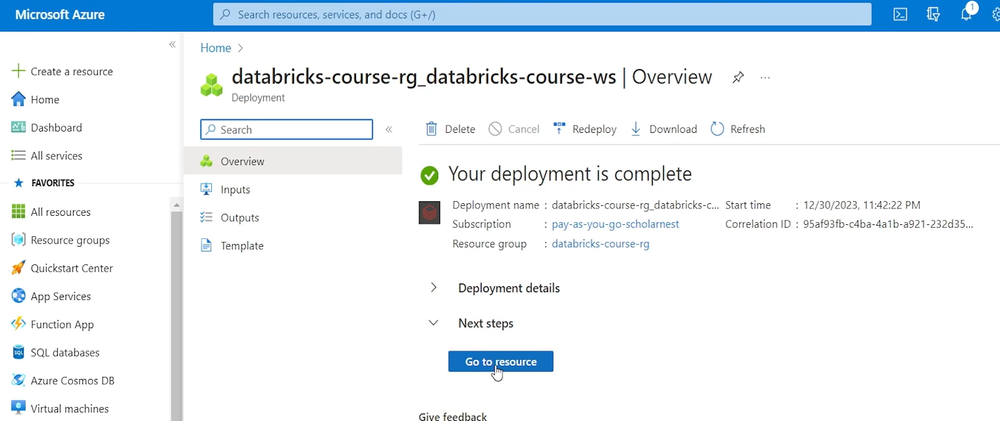 Microsoft Azure
Search resources, services, and docs (G+/)
1
Create a resource
Home
Dashboard
All services
FAVORITES
All resources
Resource groups
Quickstart Center
App Services
Function App
SQL databases
Azure Cosmos DB
Virtual machines
Home >
databricks-course-rg_databricks-course-ws | Overview
Deployment
Search
Overview
Inputs
Outputs
Template
Delete Cancel Redeploy Download Refresh
Your deployment is complete
Deployment name : databricks-course-rg_databricks-c... Start time : 12/30/2023, 11:42:22 PM
Subscription : pay-as-you-go-scholarnest Correlation ID : 95af93fb-c4ba-4a1b-a921-232d35...
Resource group : databricks-course-rg
Deployment details
Next steps
Go to resource
Give feedback